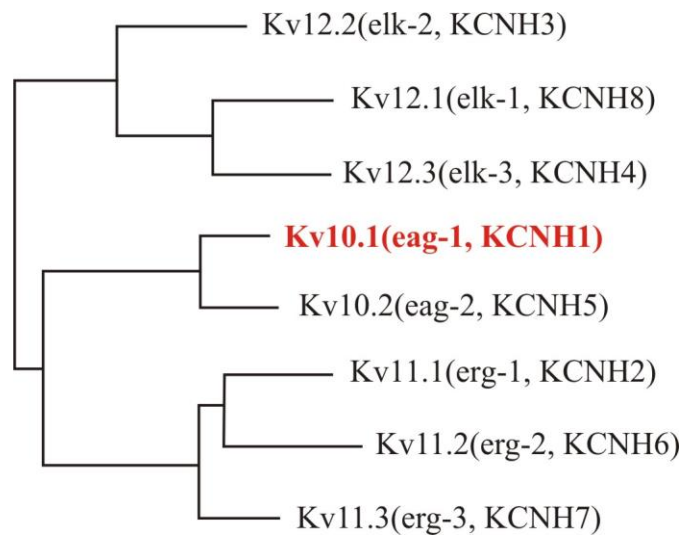 Kv12.2(elk-2, KCNH3)
Kv12.1(elk-1, KCNH8)
Kv12.3(elk-3, KCNH4)
Kv10.1(eag-1, KCNH1)
Kv10.2(eag-2, KCNH5)
Kv11.1(erg-1, KCNH2)
Kv11.2(erg-2, KCNH6)
Kv11.3(erg-3, KCNH7)